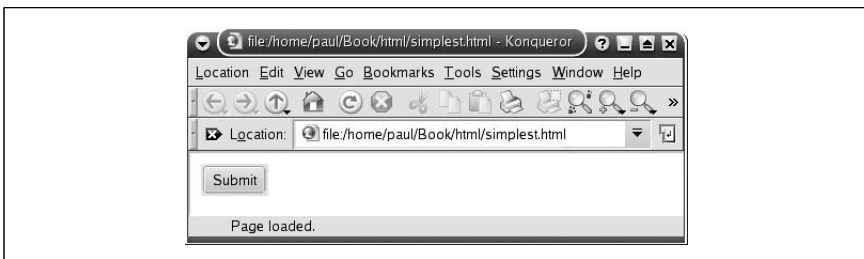 file:/home/paul/Book/html/simplest.html - Konqueror
Location Edit View Go Bookmarks Tools Settings Window Help
Location: file:/home/paul/Book/html/simplest.html
Submit
Page loaded.